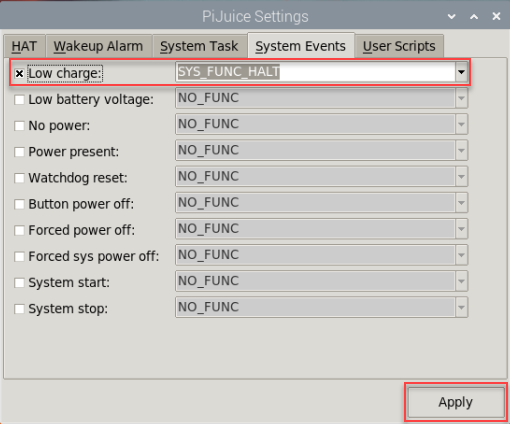 PiJuice Settings
HAT Wakeup Alarm System Task System Events User Scripts
Low charge: SYS_FUNC_HALT
Low battery voltage: NO_FUNC
No power: NO_FUNC
Power present: NO_FUNC
Watchdog reset: NO_FUNC
Button power off: NO_FUNC
Forced power off: NO_FUNC
Forced sys power off: NO_FUNC
System start: NO_FUNC
System stop: NO_FUNC
Apply